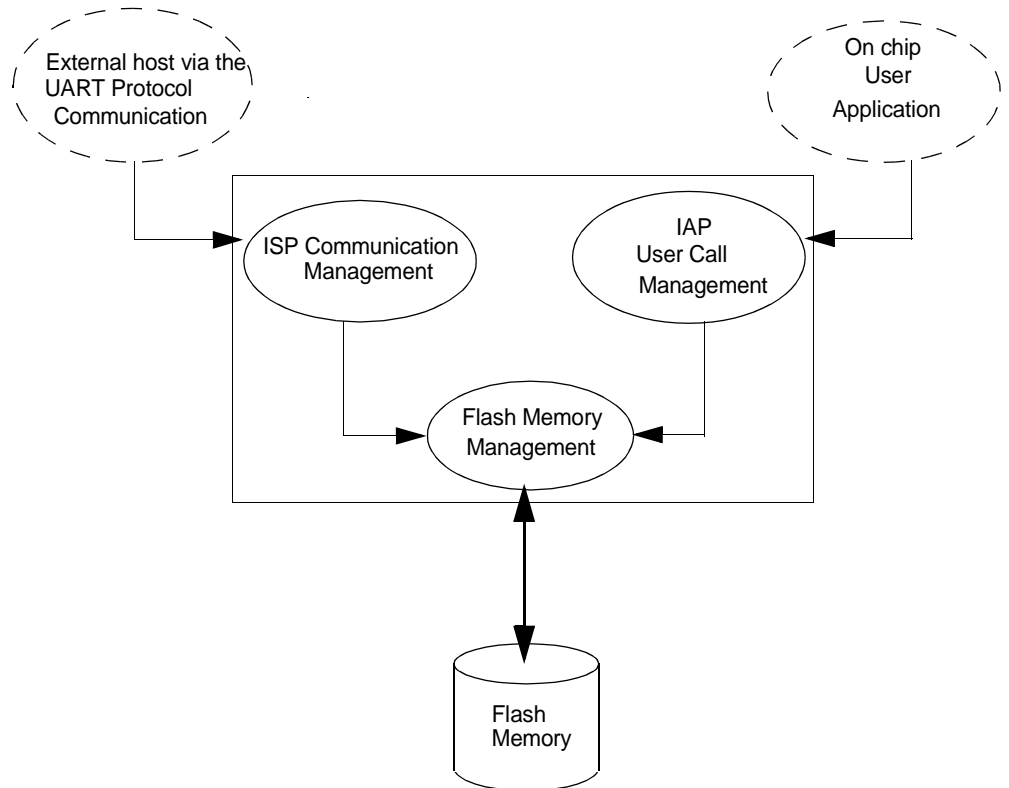 External host via the
UART Protocol
Communication
On chip
User
Application
ISP Communication
Management
IAP
User Call
Management
Flash Memory
Management
Flash
Memory